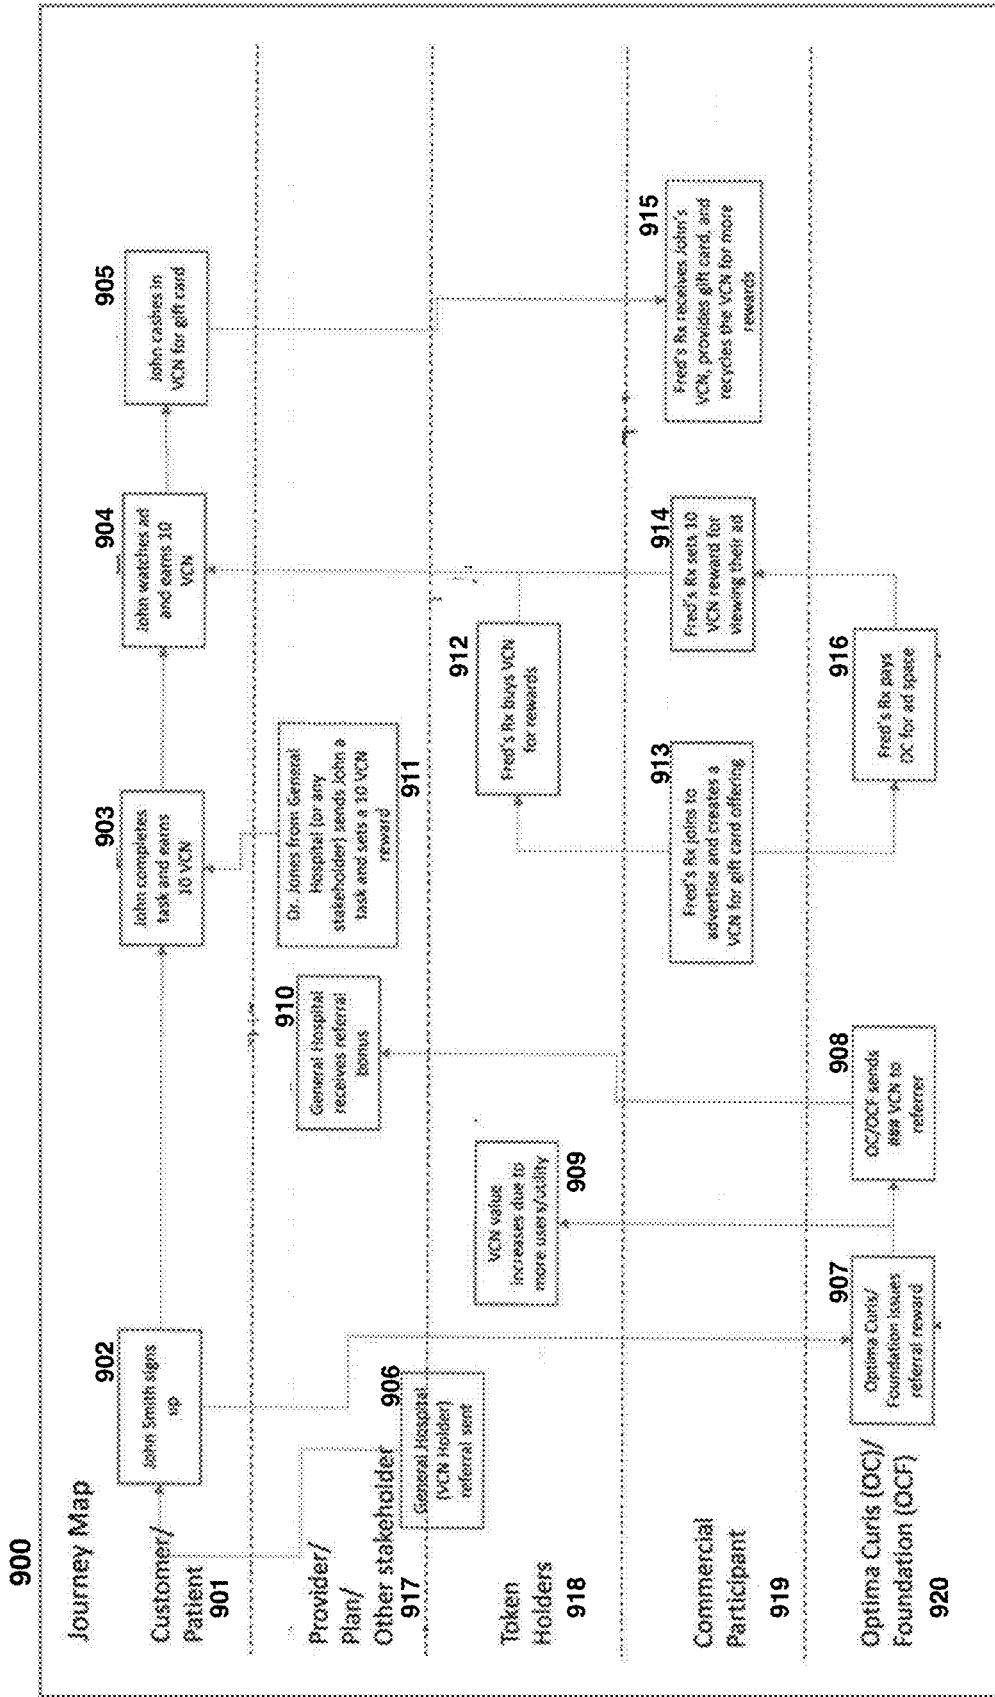 900
Journey Map
Customer/
Patient
901
902
John Smith signs
up
903
John completes
task and earns
10 VCN
904
John watches ad
and earns 10
VCN
905
John cashes in
VCN for gift card
Provider/
Plan/
Other stakeholder
917
906
General Hospital
(VCN Holder)
referral sent
910
General Hospital
receives referral
bonus
Dr. Jones from General
Hospital (or any
stakeholder) sends John a
task and sets a 10 VCN
reward
911
Token
Holders
918
VCN value
increases due to
more users/utility
909
912
Fred's Rx buys VCN
for rewards
Commercial
Participant
919
913
Fred's Rx joins to
advertise and creates a
VCN for gift card offering
914
Fred's Rx sets 10
VCN reward for
viewing their ad
915
Fred's Rx receives John's
VCN, provides gift card, and
recycles the VCN for more
rewards
Optima Curis (OC)/
Foundation (OCF)
920
907
Optima Curis/
Foundation issues
referral reward
908
OC/OCF sends
### VCN to
referrer
916
Fred's Rx pays
OC for ad space